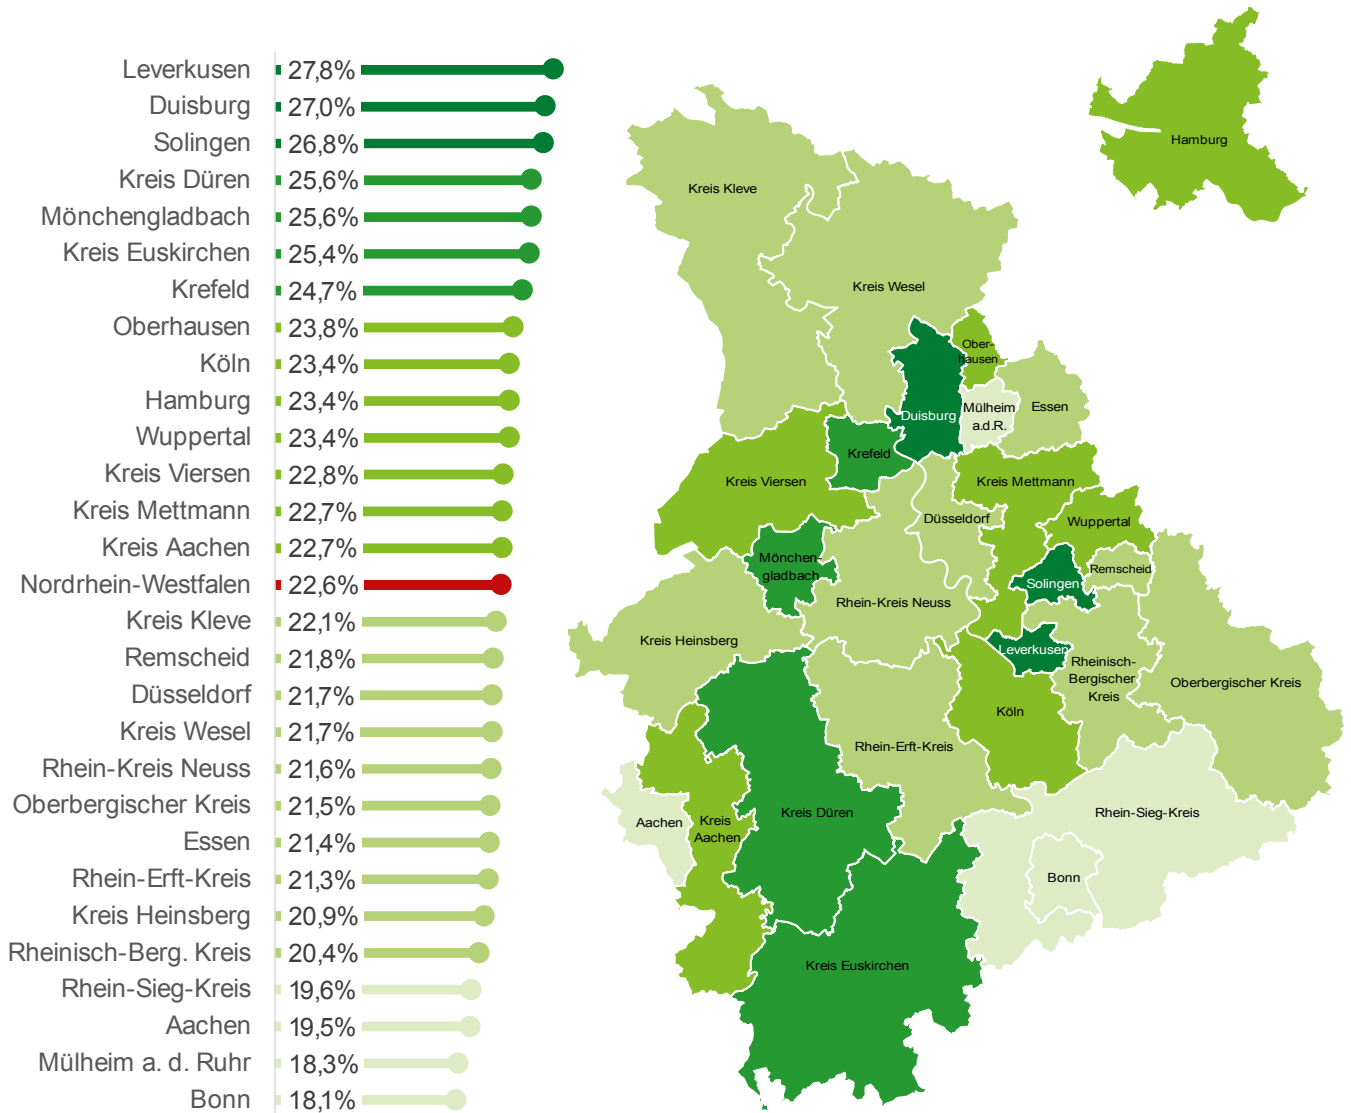 Leverkusen 27,8%
Duisburg 27,0%
Solingen 26,8%
Kreis Düren 25,6%
Mönchengladbach 25,6%
Kreis Euskirchen 25,4%
Krefeld 24,7%
Oberhausen 23,8%
Köln 23,4%
Hamburg 23,4%
Wuppertal 23,4%
Kreis Viersen 22,8%
Kreis Mettmann 22,7%
Kreis Aachen 22,7%
Nordrhein-Westfalen 22,6%
Kreis Kleve 22,1%
Remscheid 21,8%
Düsseldorf 21,7%
Kreis Wesel 21,7%
Rhein-Kreis Neuss 21,6%
Oberbergischer Kreis 21,5%
Essen 21,4%
Rhein-Erft-Kreis 21,3%
Kreis Heinsberg 20,9%
Rheinisch-Berg. Kreis 20,4%
Rhein-Sieg-Kreis 19,6%
Aachen 19,5%
Mülheim a. d. Ruhr 18,3%
Bonn 18,1%
Hamburg
Kreis Kleve
Kreis Wesel
Ober-
hausen
Duisburg
Mülheim
a.d.R.
Essen
Krefeld
Kreis Viersen
Kreis Mettmann
Düsseldorf
Wuppertal
Mönchen-
gladbach
Remscheid
Solingen
Rhein-Kreis Neuss
Kreis Heinsberg
Leverkusen
Rheinisch-
Bergischer
Kreis
Oberbergischer Kreis
Köln
Rhein-Erft-Kreis
Kreis Düren
Rhein-Sieg-Kreis
Aachen
Kreis
Aachen
Bonn
Kreis Euskirchen